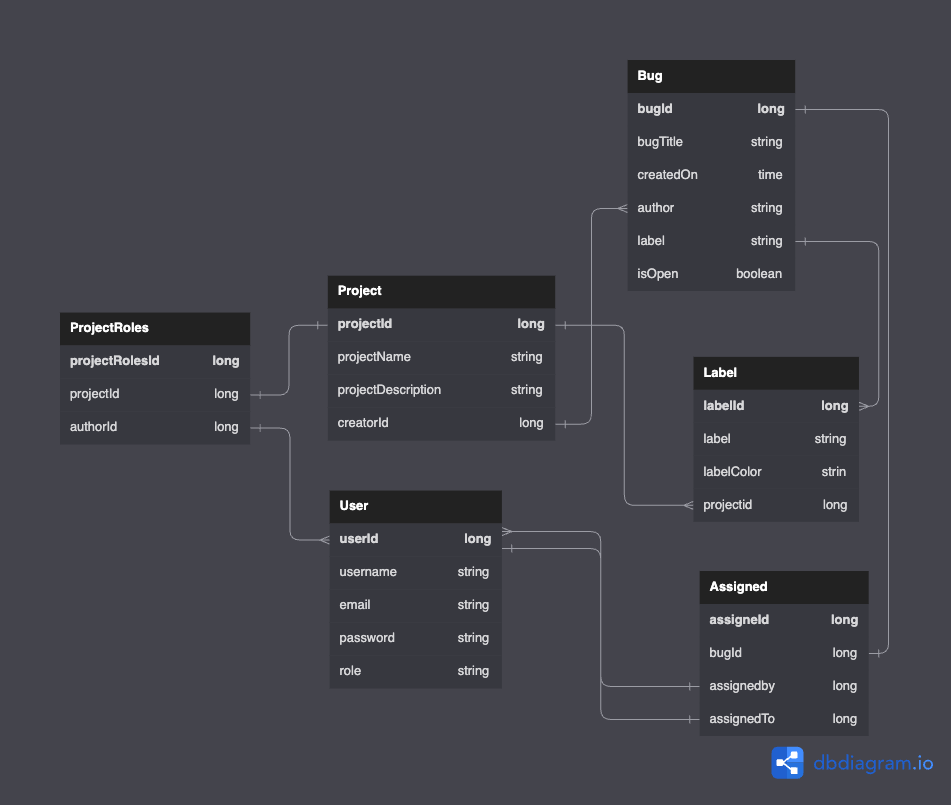 Bug
bugId long
bugTitle string
createdOn time
author string
label string
isOpen boolean
Project
projectId long
projectName string
projectDescription string
creatorId long
ProjectRoles
projectRolesId long
projectId long
authorId long
Label
labelId long
label string
labelColor strin
projectid long
User
userId long
username string
email string
password string
role string
Assigned
assigneId long
bugId long
assignedby long
assignedTo long
dbdiagram.io